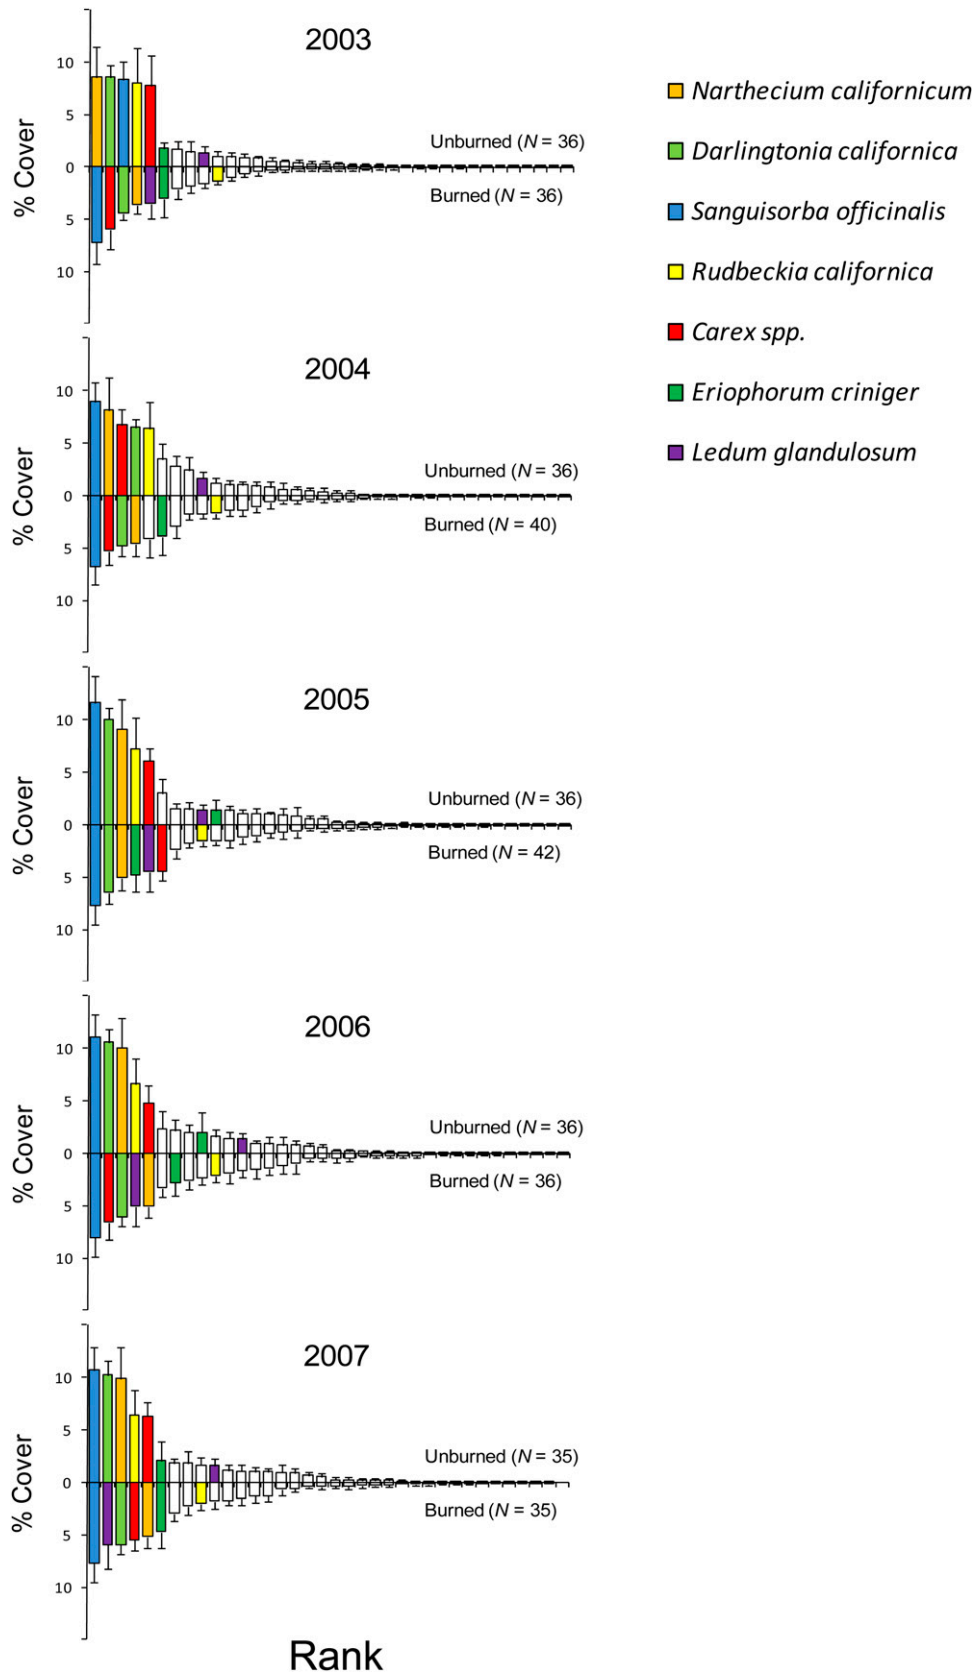 2003
10
5
0
5
10
% Cover
Unburned (N = 36)
Burned (N = 36)
Narthecium californicum
Darlingtonia californica
Sanguisorba officinalis
Rudbeckia californica
Carex spp.
Eriophorum criniger
Ledum glandulosum
2004
10
5
0
5
10
% Cover
Unburned (N = 36)
Burned (N = 40)
2005
10
5
0
5
10
% Cover
Unburned (N = 36)
Burned (N = 42)
2006
10
5
0
5
10
% Cover
Unburned (N = 36)
Burned (N = 36)
2007
10
5
0
5
10
% Cover
Unburned (N = 35)
Burned (N = 35)
Rank